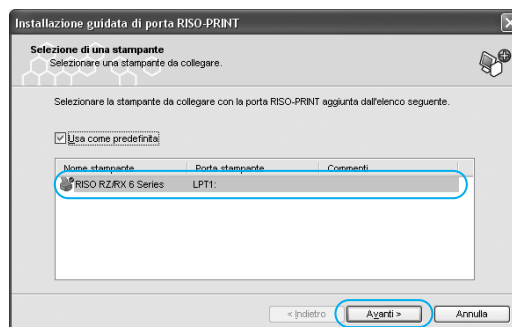 Installazione guidata di porta RISO-PRINT
Selezione di una stampante
Selezionare una stampante da collegare.
Selezionare la stampante da collegare con la porta RISO-PRINT aggiunta dall'elenco seguente.
Usa come predefinita
Nome stampante Porta stampante Commenti
RISO RZ/RX 6 Series LPT1:
< Indietro Avanti > Annulla